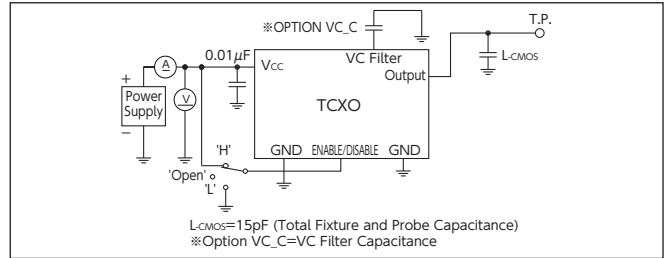 ※OPTION VC_C
T.P.
0.01μF
VCC
VC Filter
Output
L-CMOS
+
A
Power
Supply
V
−
TCXO
GND
ENABLE/DISABLE
GND
'H'
'Open'
'L'
L-CMOS=15pF (Total Fixture and Probe Capacitance)
※Option VC_C=VC Filter Capacitance